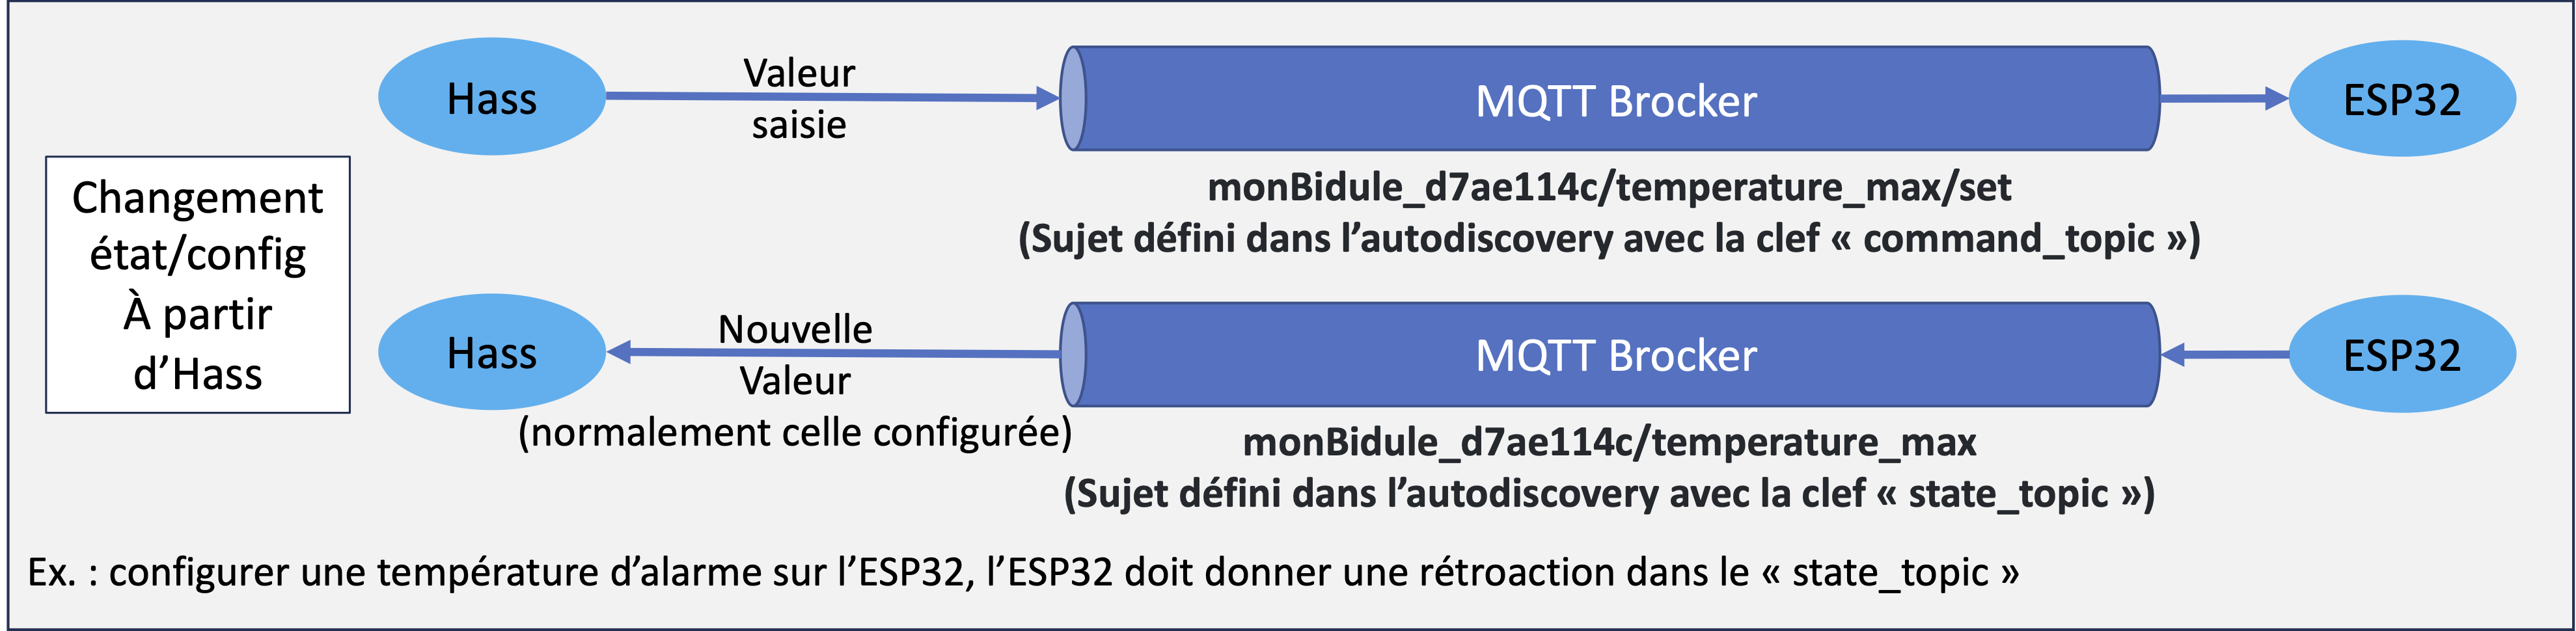 Hass
Valeur
saisie
MQTT Brocker
ESP32
monBidule_d7ae114c/temperature_max/set
(Sujet défini dans l’autodiscovery avec la clef « command_topic »)
Changement
état/config
À partir
d’Hass
Hass
Nouvelle
Valeur
(normalement celle configurée)
MQTT Brocker
ESP32
monBidule_d7ae114c/temperature_max
(Sujet défini dans l’autodiscovery avec la clef « state_topic »)
Ex. : configurer une température d’alarme sur l’ESP32, l’ESP32 doit donner une rétroaction dans le « state_topic »